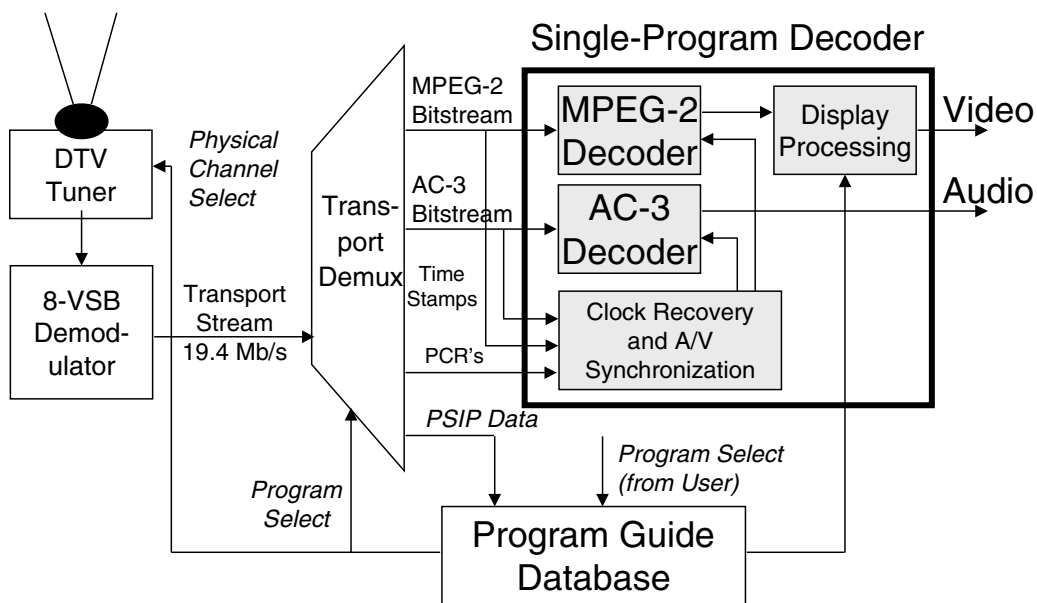 Single-Program Decoder
MPEG-2
Bitstream
MPEG-2
Decoder
Display
Processing
Video
DTV
Tuner
Physical
Channel
Select
AC-3
Bitstream
AC-3
Decoder
Audio
Trans-
port
Demux
8-VSB
Demod-
ulator
Transport
Stream
19.4 Mb/s
Time
Stamps
PCR's
Clock Recovery
and A/V
Synchronization
PSIP Data
Program Select
(from User)
Program
Select
Program Guide
Database